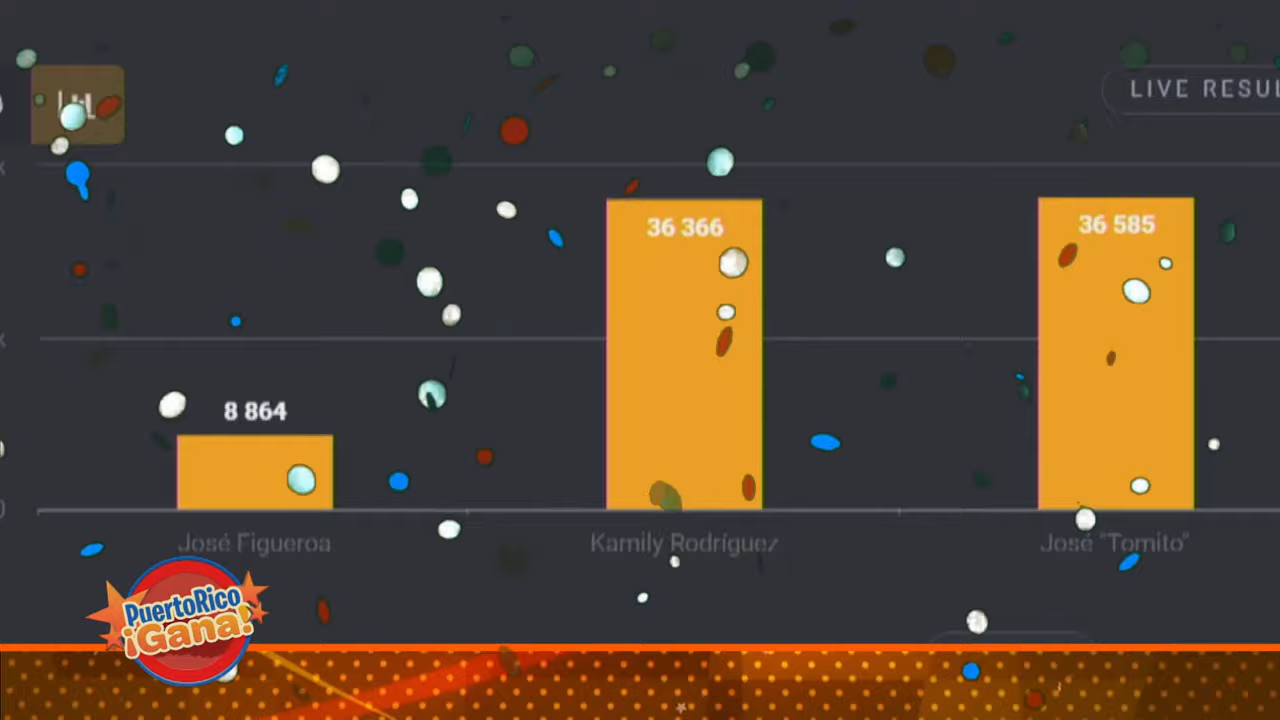 LIVE RESUL
36 366
36 585
8 864
José Figueroa
Kamily Rodríguez
José "Tomito"
PuertoRico
¡Gana!